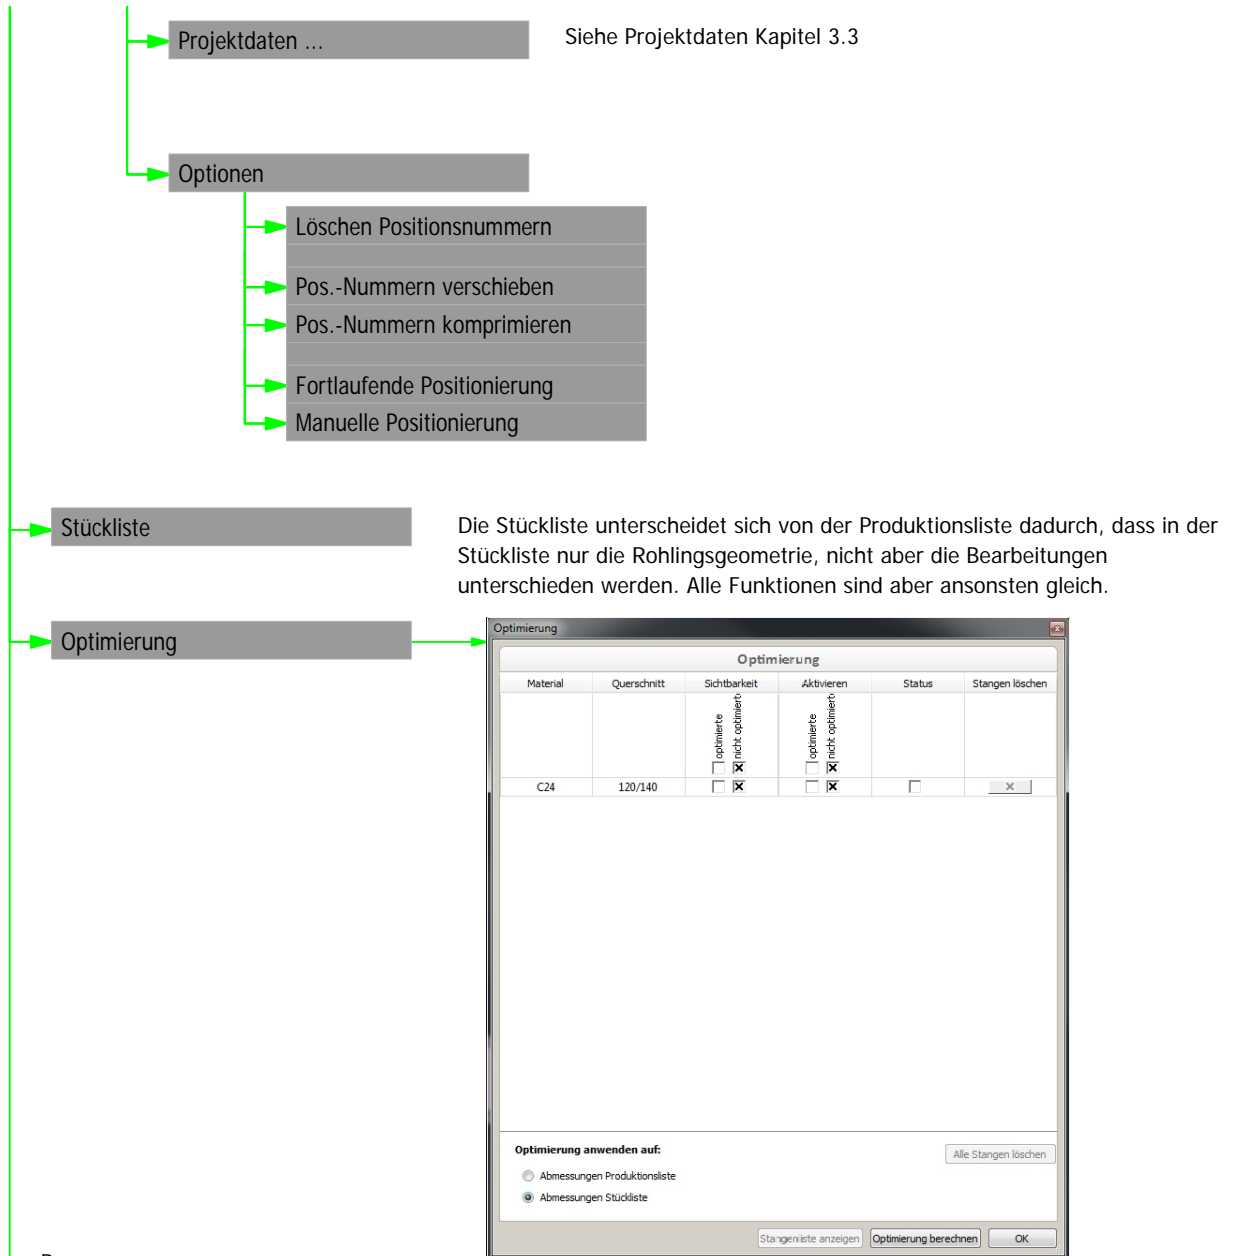 Projektdaten ...
Siehe Projektdaten Kapitel 3.3
Optionen
Löschen Positionsnummern
Pos.-Nummern verschieben
Pos.-Nummern komprimieren
Fortlaufende Positionierung
Manuelle Positionierung
Stückliste
Die Stückliste unterscheidet sich von der Produktionsliste dadurch, dass in der
Stückliste nur die Rohlingsgeometrie, nicht aber die Bearbeitungen
unterschieden werden. Alle Funktionen sind aber ansonsten gleich.
Optimierung
Optimierung
Optimierung
Material Querschnitt Sichtbarkeit Aktivieren Status Stangen löschen
optimierte
nicht optimierte
optimierte
nicht optimierte
C24 120/140
Optimierung anwenden auf:
Alle Stangen löschen
Abmessungen Produktionsliste
Abmessungen Stückliste
Stangenliste anzeigen Optimierung berechnen OK